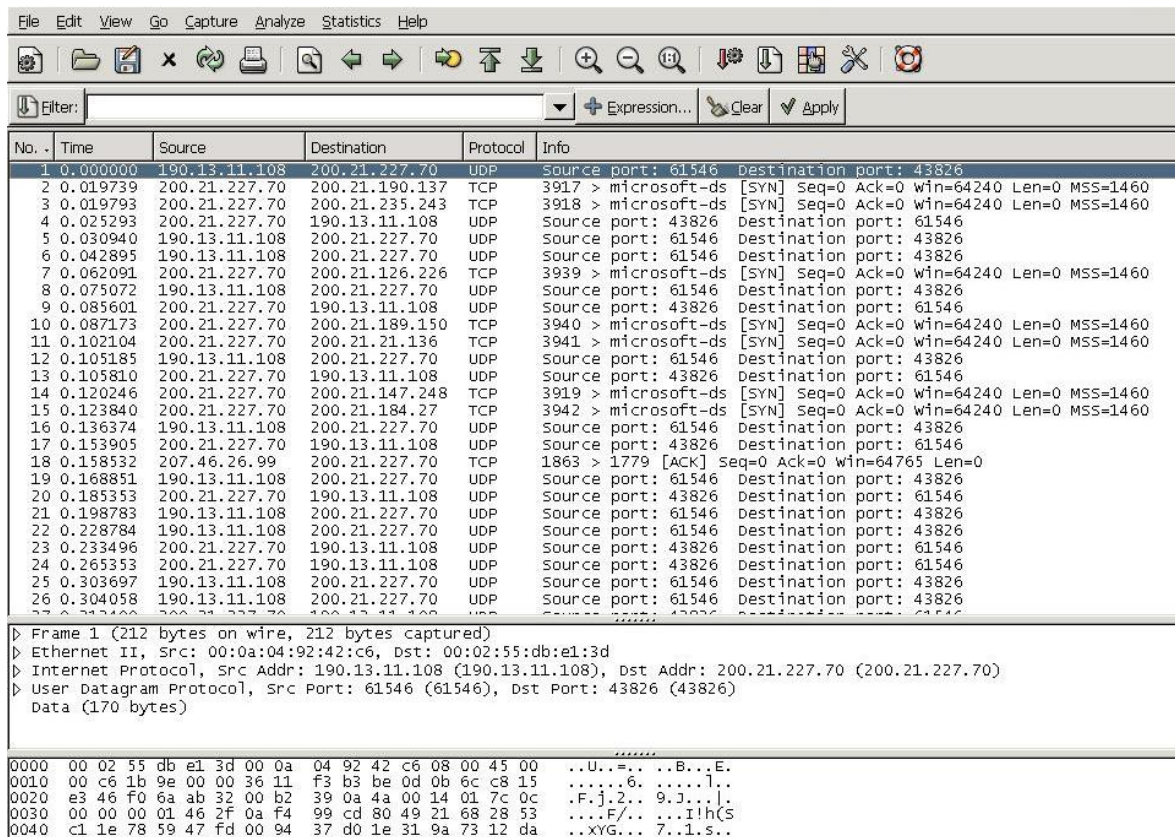 File Edit View Go Capture Analyze Statistics Help
Filter: Expression... Clear Apply
No. Time Source Destination Protocol Info
1 0.000000 190.13.11.108 200.21.227.70 UDP Source port: 61546 Destination port: 43826
2 0.019739 200.21.227.70 200.21.190.137 TCP 3917 > microsoft-ds [SYN] Seq=0 Ack=0 Win=64240 Len=0 MSS=1460
3 0.019793 200.21.227.70 200.21.235.243 TCP 3918 > microsoft-ds [SYN] Seq=0 Ack=0 Win=64240 Len=0 MSS=1460
4 0.025293 200.21.227.70 190.13.11.108 UDP Source port: 43826 Destination port: 61546
5 0.030940 190.13.11.108 200.21.227.70 UDP Source port: 61546 Destination port: 43826
6 0.042895 190.13.11.108 200.21.227.70 UDP Source port: 61546 Destination port: 43826
7 0.062091 200.21.227.70 200.21.126.226 TCP 3939 > microsoft-ds [SYN] Seq=0 Ack=0 Win=64240 Len=0 MSS=1460
8 0.075072 190.13.11.108 200.21.227.70 UDP Source port: 61546 Destination port: 43826
9 0.085601 200.21.227.70 190.13.11.108 UDP Source port: 43826 Destination port: 61546
10 0.087173 200.21.227.70 200.21.189.150 TCP 3940 > microsoft-ds [SYN] Seq=0 Ack=0 Win=64240 Len=0 MSS=1460
11 0.102104 200.21.227.70 200.21.21.136 TCP 3941 > microsoft-ds [SYN] Seq=0 Ack=0 Win=64240 Len=0 MSS=1460
12 0.105185 190.13.11.108 200.21.227.70 UDP Source port: 61546 Destination port: 43826
13 0.105810 200.21.227.70 190.13.11.108 UDP Source port: 43826 Destination port: 61546
14 0.120246 200.21.227.70 200.21.147.248 TCP 3919 > microsoft-ds [SYN] Seq=0 Ack=0 Win=64240 Len=0 MSS=1460
15 0.123840 200.21.227.70 200.21.184.27 TCP 3942 > microsoft-ds [SYN] Seq=0 Ack=0 Win=64240 Len=0 MSS=1460
16 0.136374 190.13.11.108 200.21.227.70 UDP Source port: 61546 Destination port: 43826
17 0.153905 200.21.227.70 190.13.11.108 UDP Source port: 43826 Destination port: 61546
18 0.158532 207.46.26.99 200.21.227.70 TCP 1863 > 1779 [ACK] Seq=0 Ack=0 Win=64765 Len=0
19 0.168851 190.13.11.108 200.21.227.70 UDP Source port: 61546 Destination port: 43826
20 0.185353 200.21.227.70 190.13.11.108 UDP Source port: 43826 Destination port: 61546
21 0.198783 190.13.11.108 200.21.227.70 UDP Source port: 61546 Destination port: 43826
22 0.228784 190.13.11.108 200.21.227.70 UDP Source port: 61546 Destination port: 43826
23 0.233496 200.21.227.70 190.13.11.108 UDP Source port: 43826 Destination port: 61546
24 0.265353 200.21.227.70 190.13.11.108 UDP Source port: 43826 Destination port: 61546
25 0.303697 190.13.11.108 200.21.227.70 UDP Source port: 61546 Destination port: 43826
26 0.304058 190.13.11.108 200.21.227.70 UDP Source port: 61546 Destination port: 43826
Frame 1 (212 bytes on wire, 212 bytes captured)
Ethernet II, Src: 00:0a:04:92:42:c6, Dst: 00:02:55:db:e1:3d
Internet Protocol, Src Addr: 190.13.11.108 (190.13.11.108), Dst Addr: 200.21.227.70 (200.21.227.70)
User Datagram Protocol, Src Port: 61546 (61546), Dst Port: 43826 (43826)
Data (170 bytes)
0000 00 02 55 db e1 3d 00 0a 04 92 42 c6 08 00 45 00 ..U..=.. ..B...E.
0010 00 c6 1b 9e 00 00 36 11 f3 b3 be 0d 0b 6c c8 15 ......6. .....l..
0020 e3 46 f0 6a ab 32 00 b2 39 0a 4a 00 14 01 7c 0c .F.j.2.. 9.J...|.
0030 00 00 00 01 46 2f 0a f4 99 cd 80 49 21 68 28 53 ....F/.. ...I!h(S
0040 c1 1e 78 59 47 fd 00 94 37 d0 1e 31 9a 73 12 da ..xYG... 7..1.s..